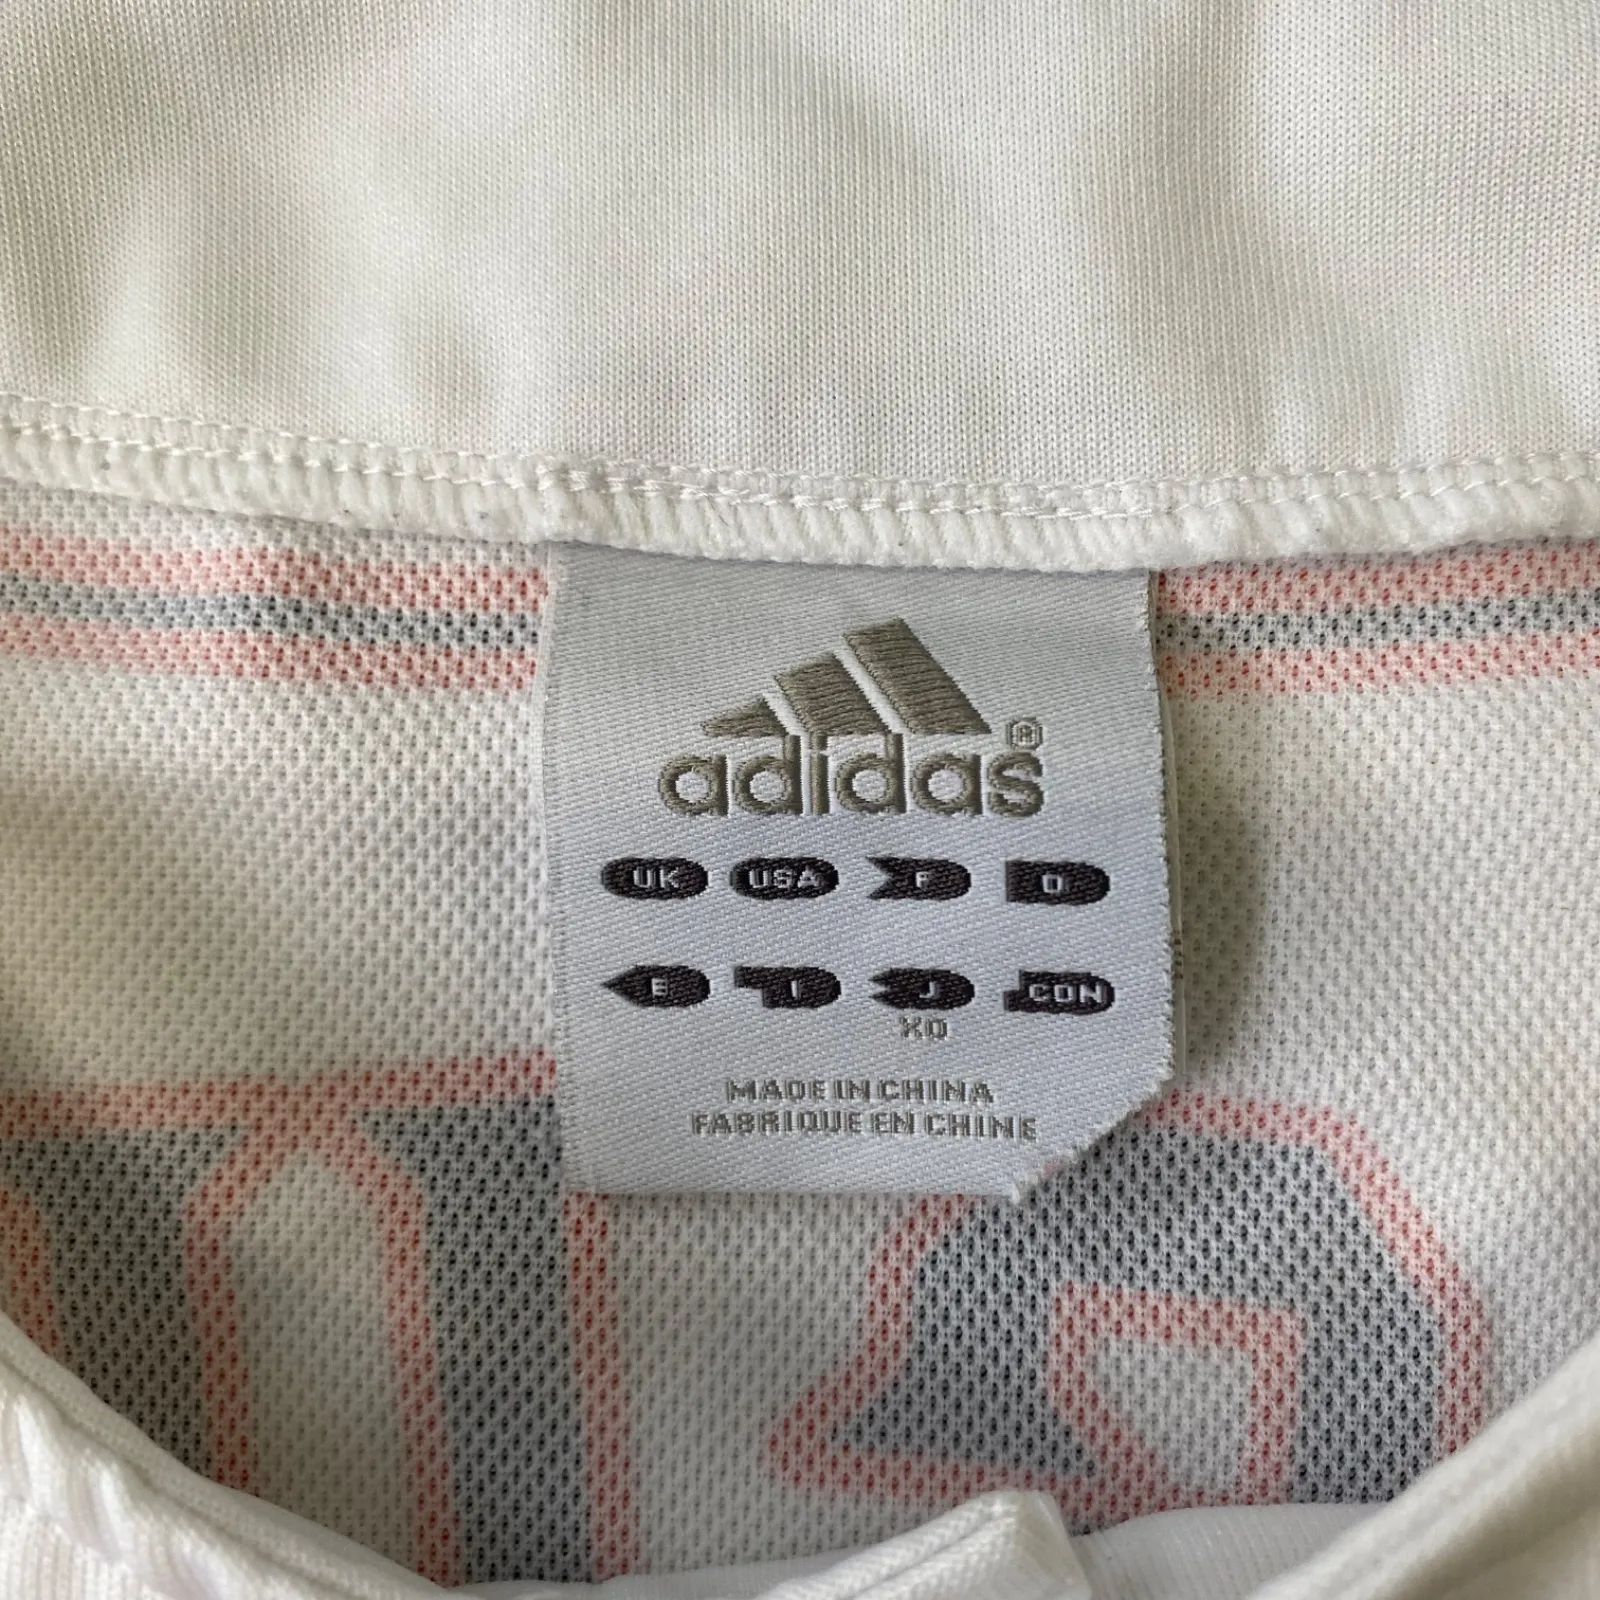 adidas®
UK USA F D
E I J CON
XO
MADE IN CHINA
FABRIQUE EN CHINE